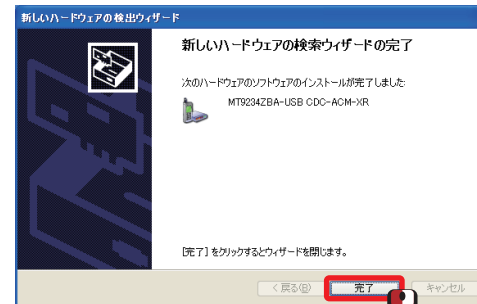 新しいハードウェアの検出ウィザード
新しいハードウェアの検索ウィザードの完了
次のハードウェアのソフトウェアのインストールが完了しました:
MT9234ZBA-USB CDC-ACM-XR
[完了] をクリックするとウィザードを閉じます。
< 戻る(B) 完了 キャンセル